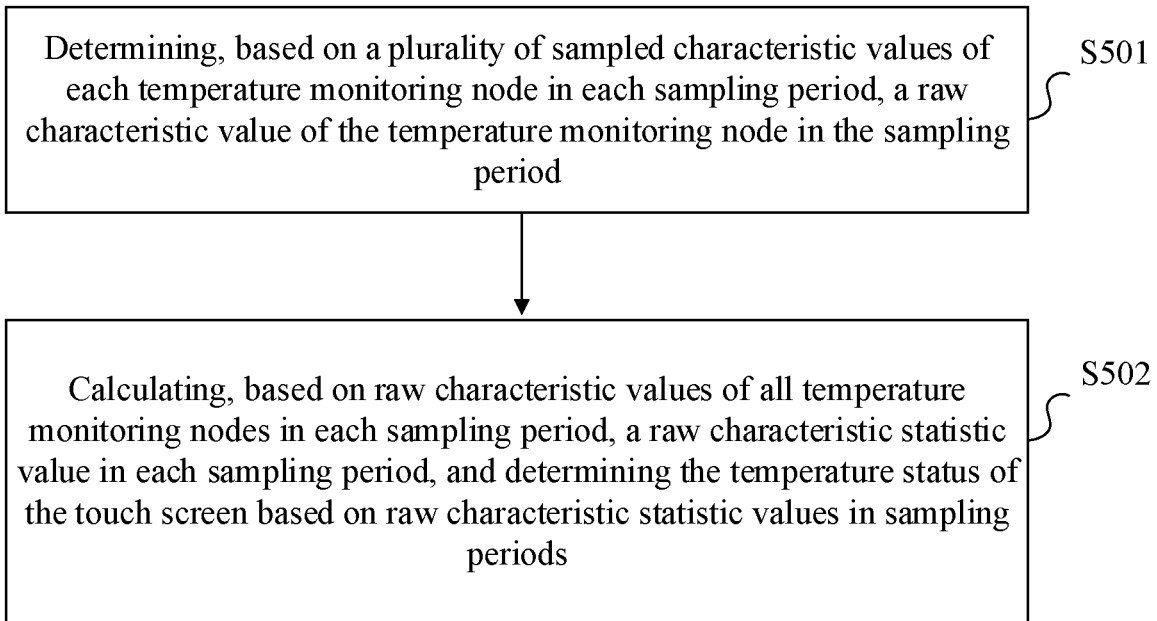 Determining, based on a plurality of sampled characteristic values of
each temperature monitoring node in each sampling period, a raw
characteristic value of the temperature monitoring node in the sampling
period
S501
Calculating, based on raw characteristic values of all temperature
monitoring nodes in each sampling period, a raw characteristic statistic
value in each sampling period, and determining the temperature status of
the touch screen based on raw characteristic statistic values in sampling
periods
S502